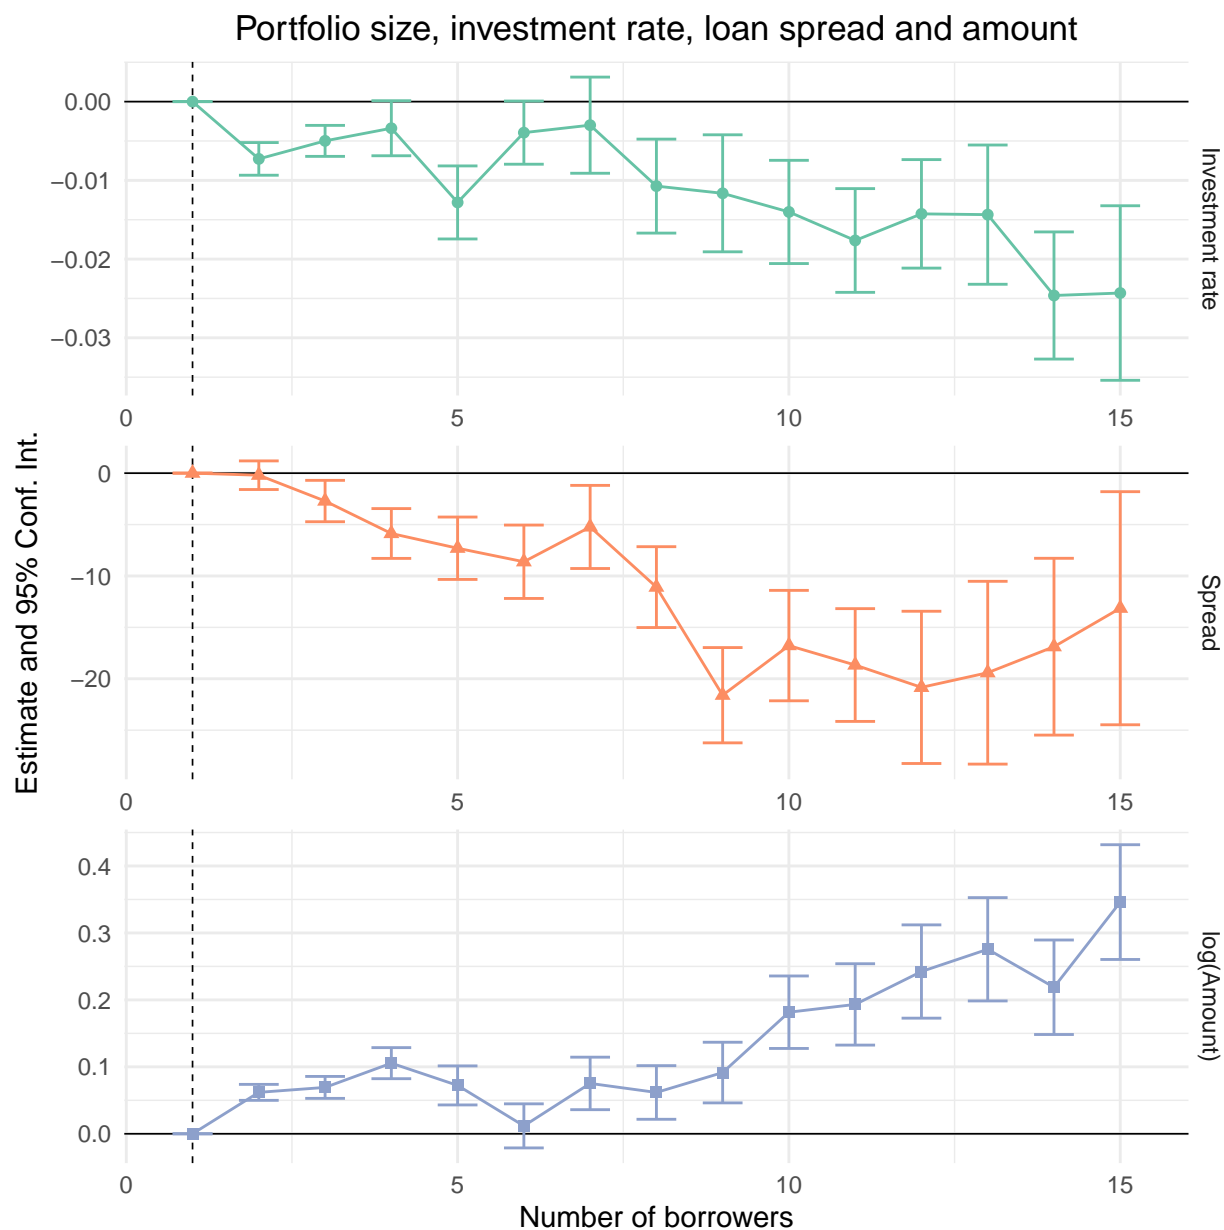 Portfolio size, investment rate, loan spread and amount
0.00
−0.01
−0.02
−0.03
Investment rate
0 5 10 15
0
−10
−20
Spread
0 5 10 15
0.4
0.3
0.2
0.1
0.0
log(Amount)
0 5 10 15
Estimate and 95% Conf. Int.
Number of borrowers